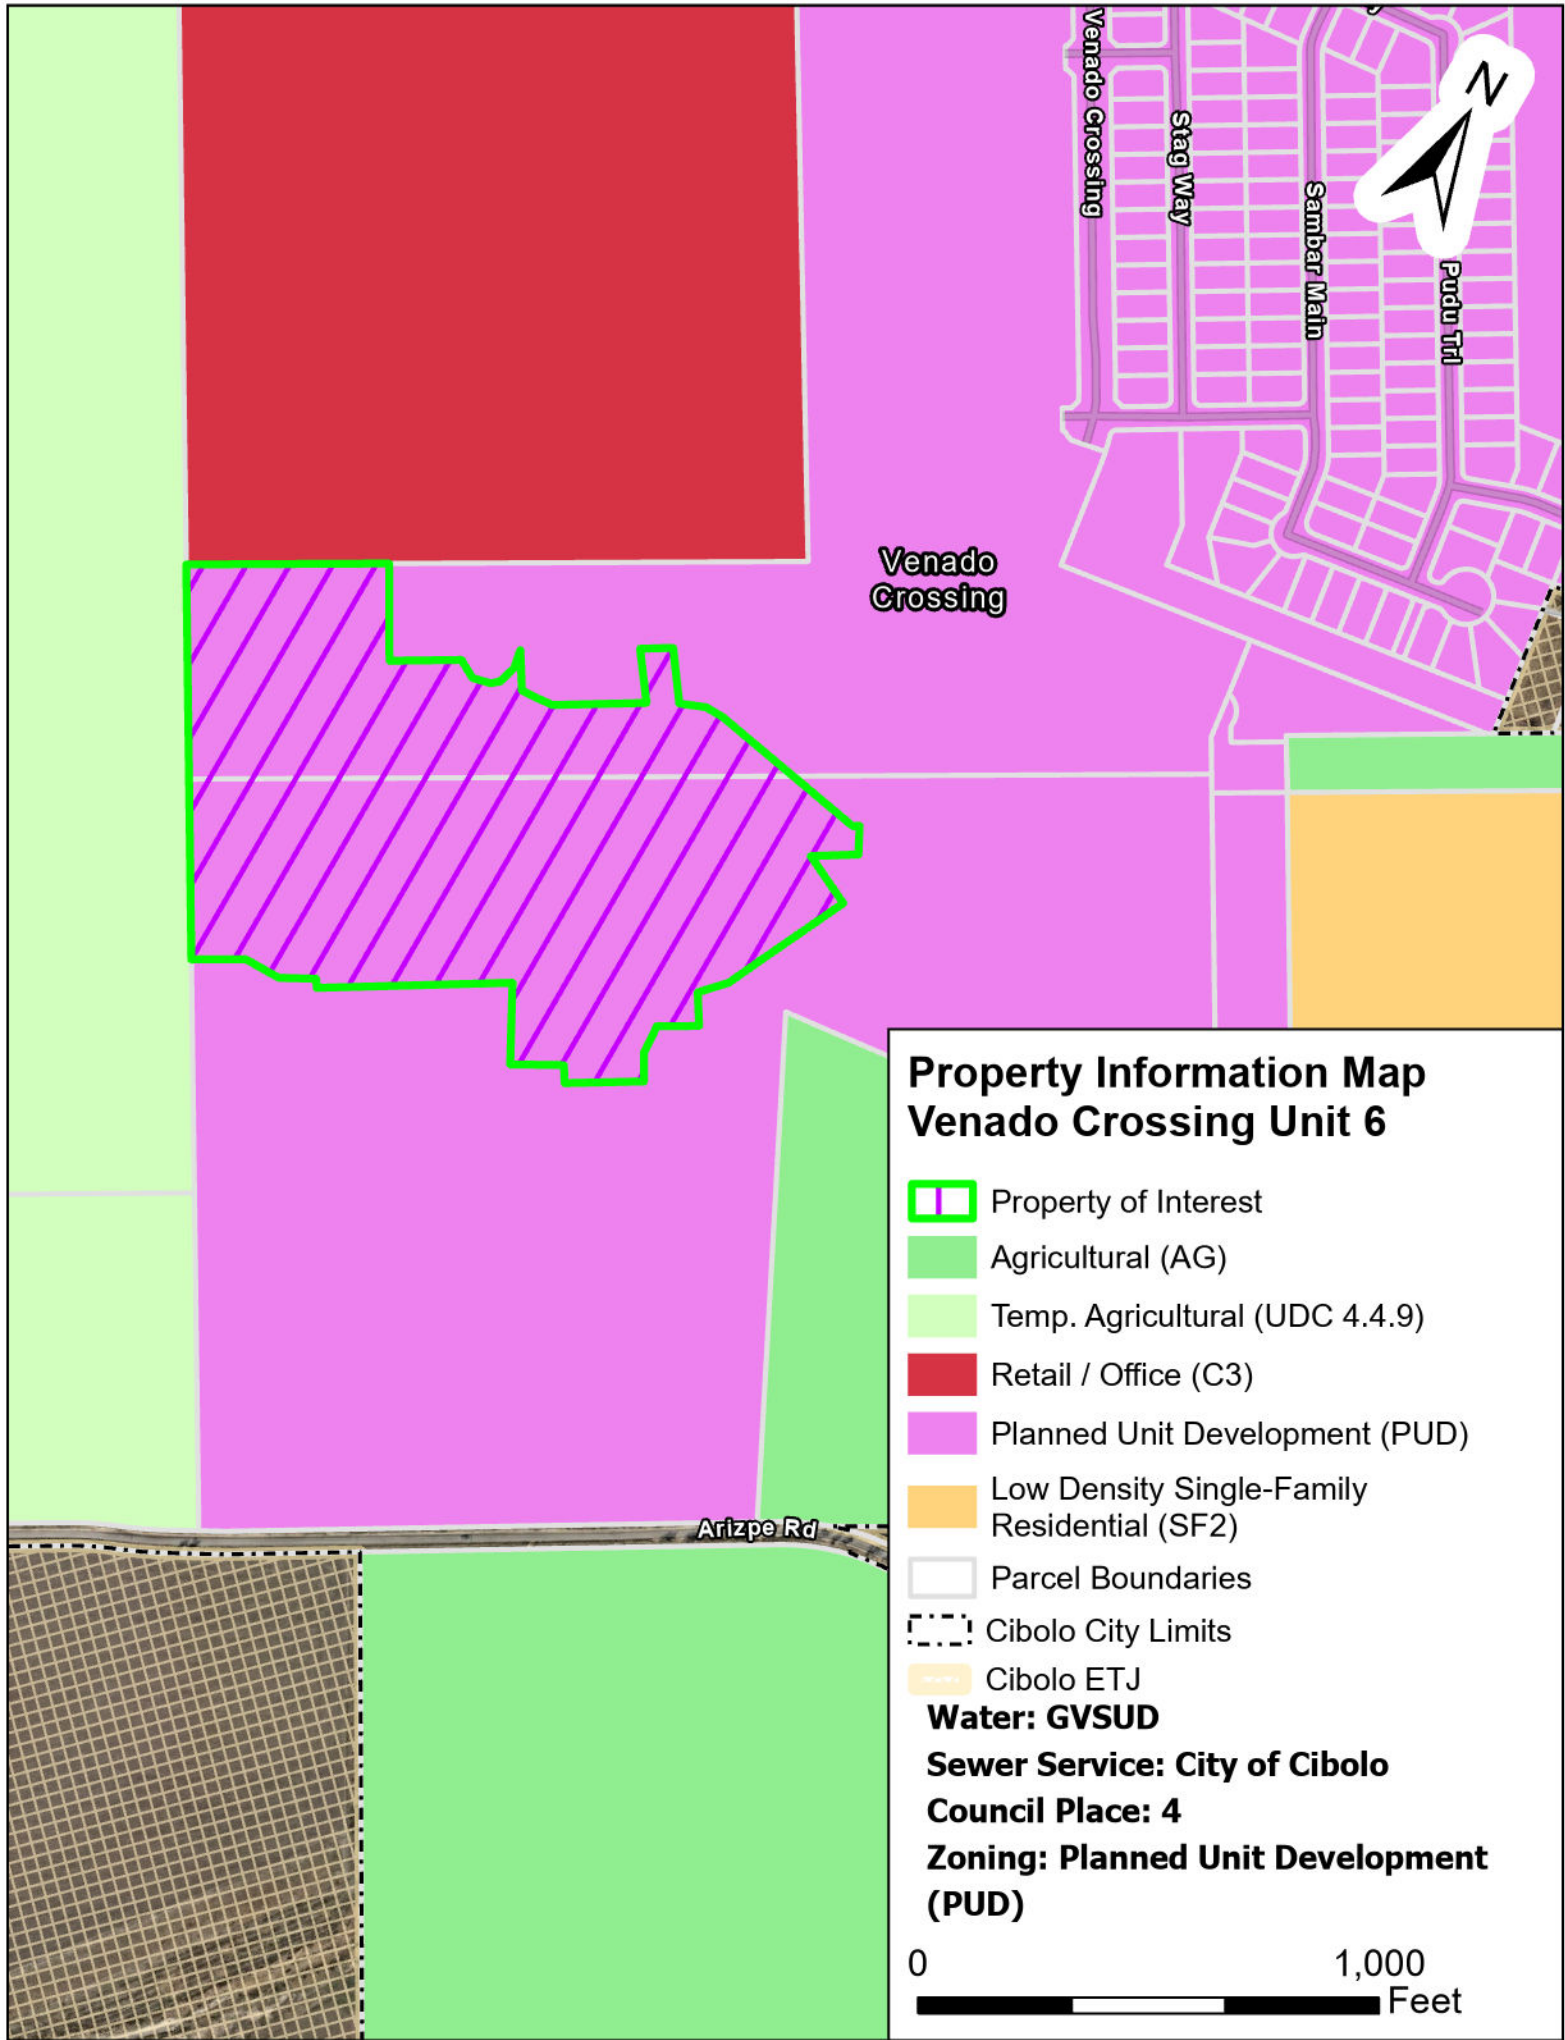 Venado Crossing
Stag Way
Sambar Main
Pudu Trl
N
Venado
Crossing
Arizpe Rd
Property Information Map
Venado Crossing Unit 6
Property of Interest
Agricultural (AG)
Temp. Agricultural (UDC 4.4.9)
Retail / Office (C3)
Planned Unit Development (PUD)
Low Density Single-Family
Residential (SF2)
Parcel Boundaries
Cibolo City Limits
Cibolo ETJ
Water: GVSUD
Sewer Service: City of Cibolo
Council Place: 4
Zoning: Planned Unit Development
(PUD)
0 1,000
Feet